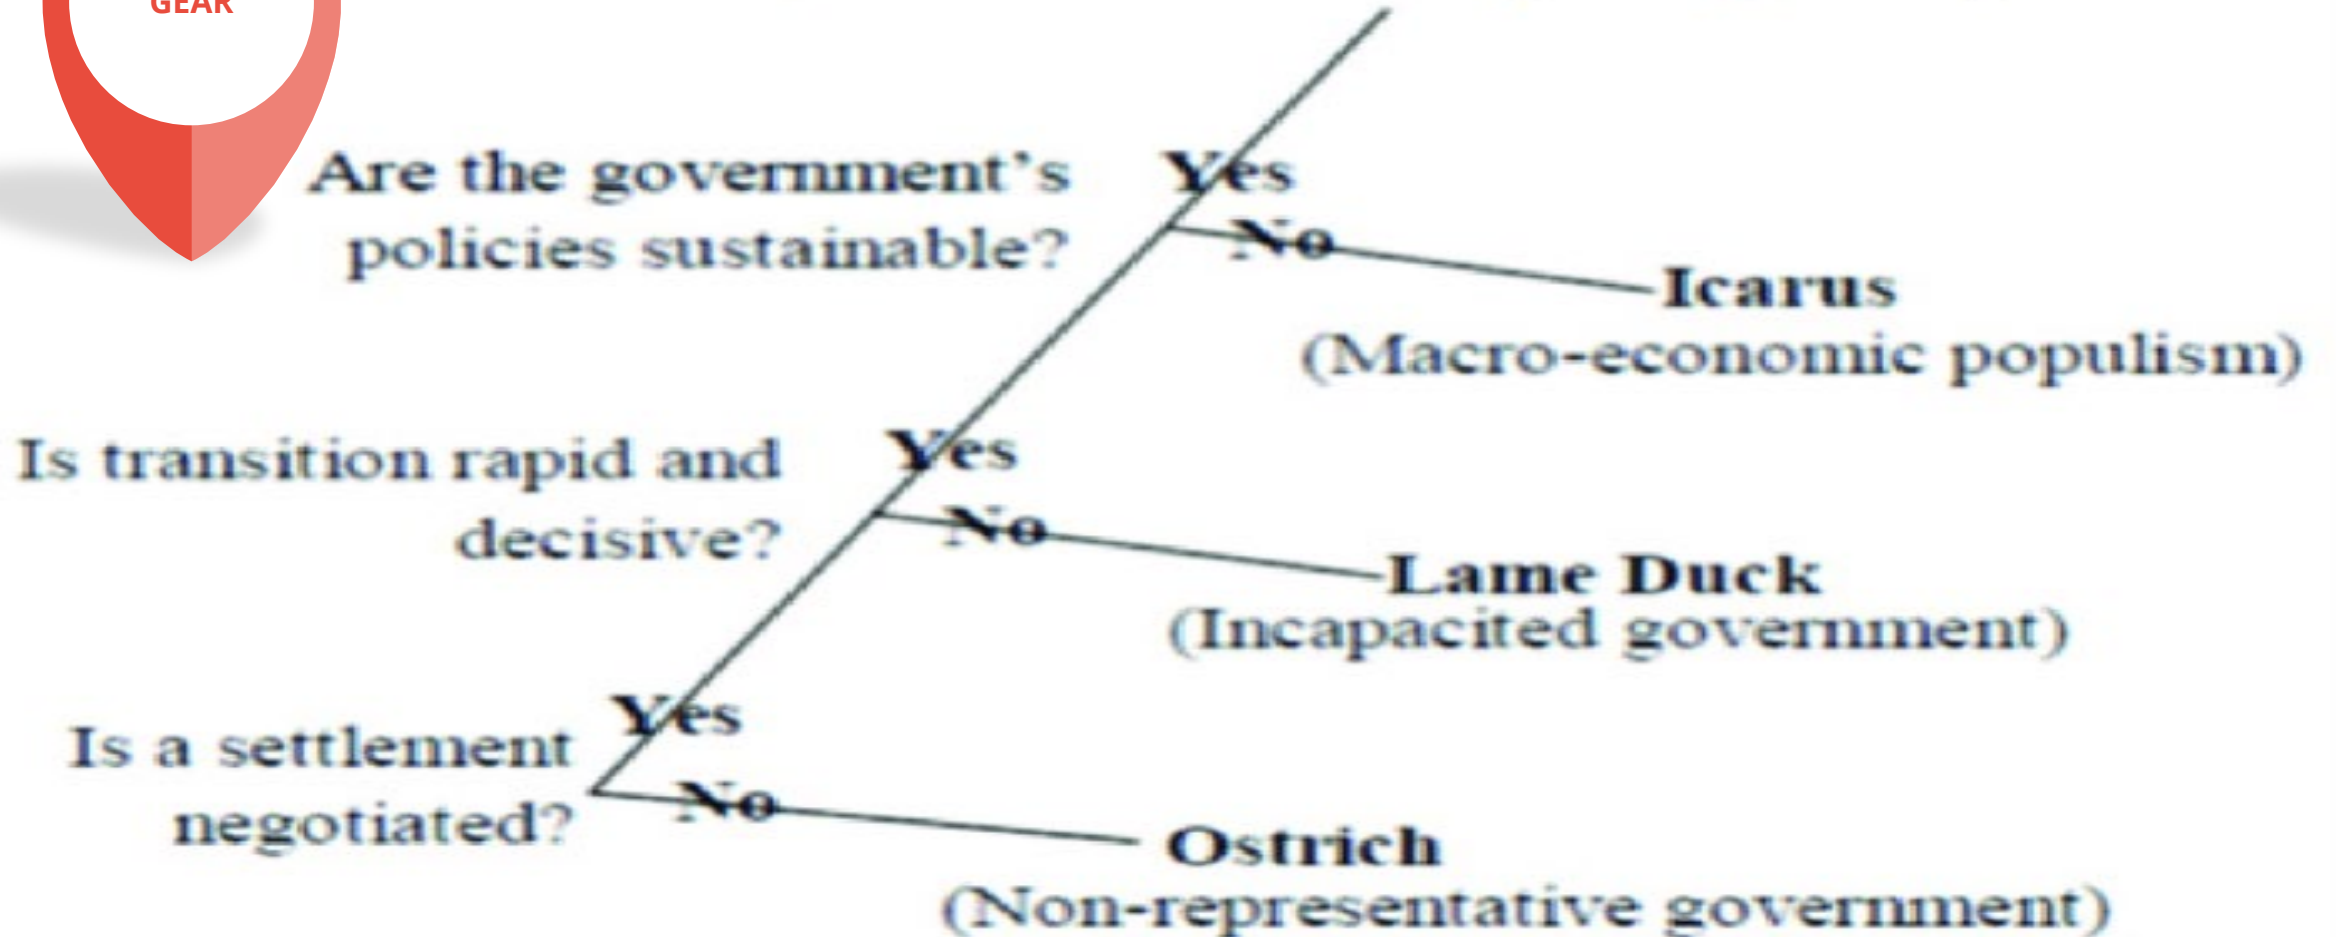 GEAR
Are the government's
policies sustainable?
Yes
No
Icarus
(Macro-economic populism)
Is transition rapid and
decisive?
Yes
No
Lame Duck
(Incapacited government)
Is a settlement
negotiated?
Yes
No
Ostrich
(Non-representative government)